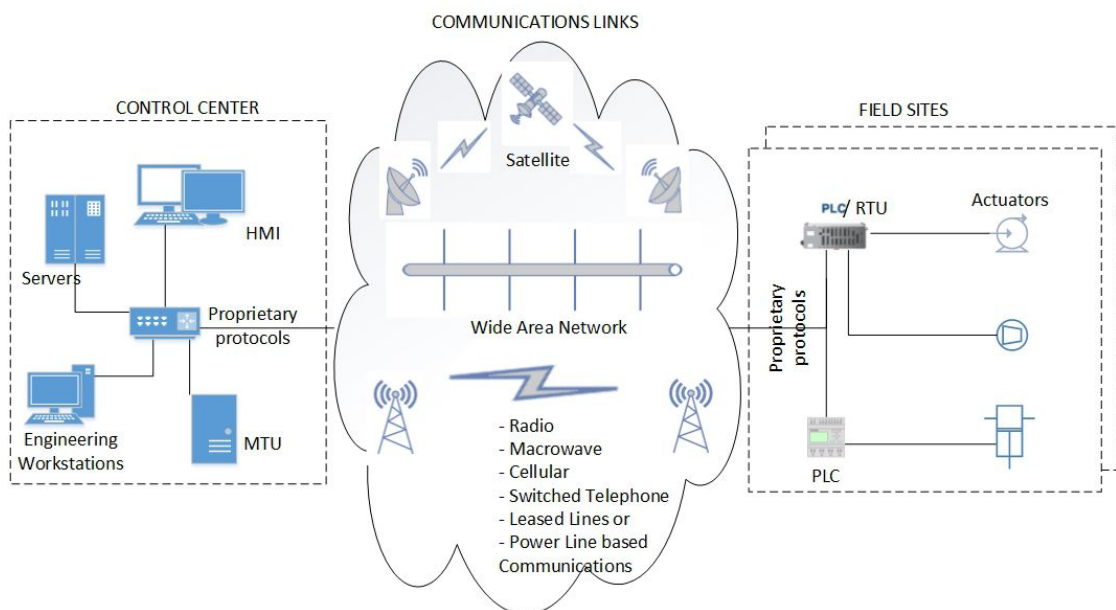 COMMUNICATIONS LINKS
CONTROL CENTER
HMI
Servers
Proprietary
protocols
Engineering
Workstations
MTU
Satellite
Wide Area Network
- Radio
- Macrowave
- Cellular
- Switched Telephone
- Leased Lines or
- Power Line based
Communications
FIELD SITES
PLC/ RTU
Actuators
Proprietary
protocols
PLC